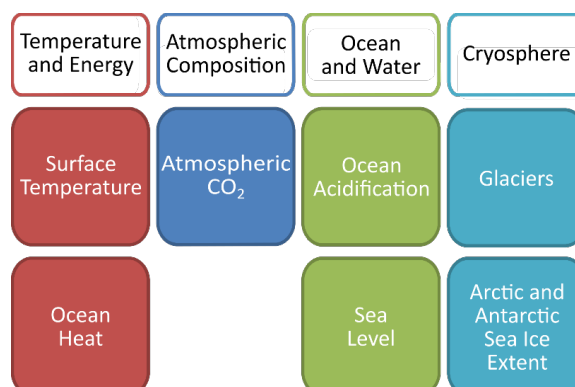 Temperature
and Energy
Atmospheric
Composition
Ocean
and Water
Cryosphere
Surface
Temperature
Atmospheric
CO₂
Ocean
Acidification
Glaciers
Ocean
Heat
Sea
Level
Arctic and
Antarctic
Sea Ice
Extent